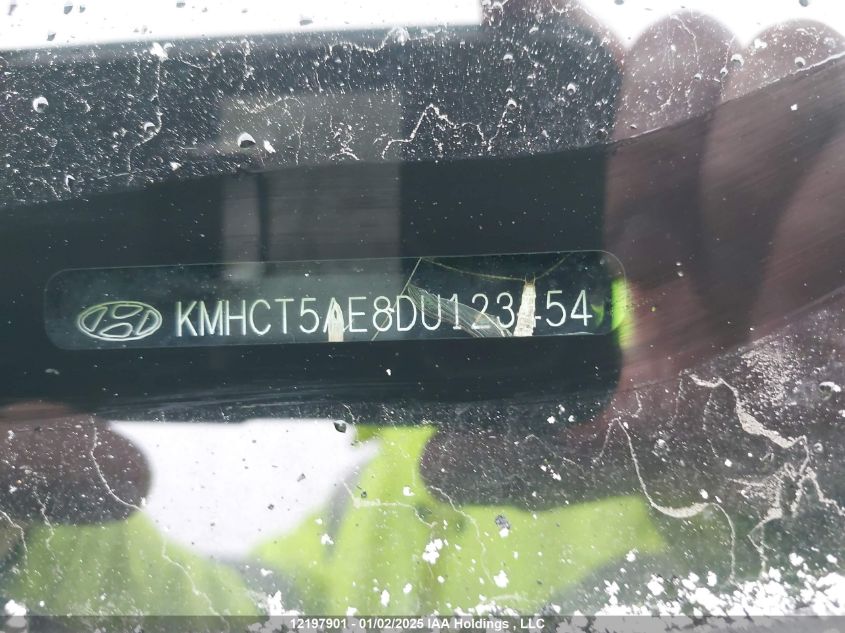 KMHCT5AE8DU123454
12197901 - 01/02/2025 IAA Holdings , LLC